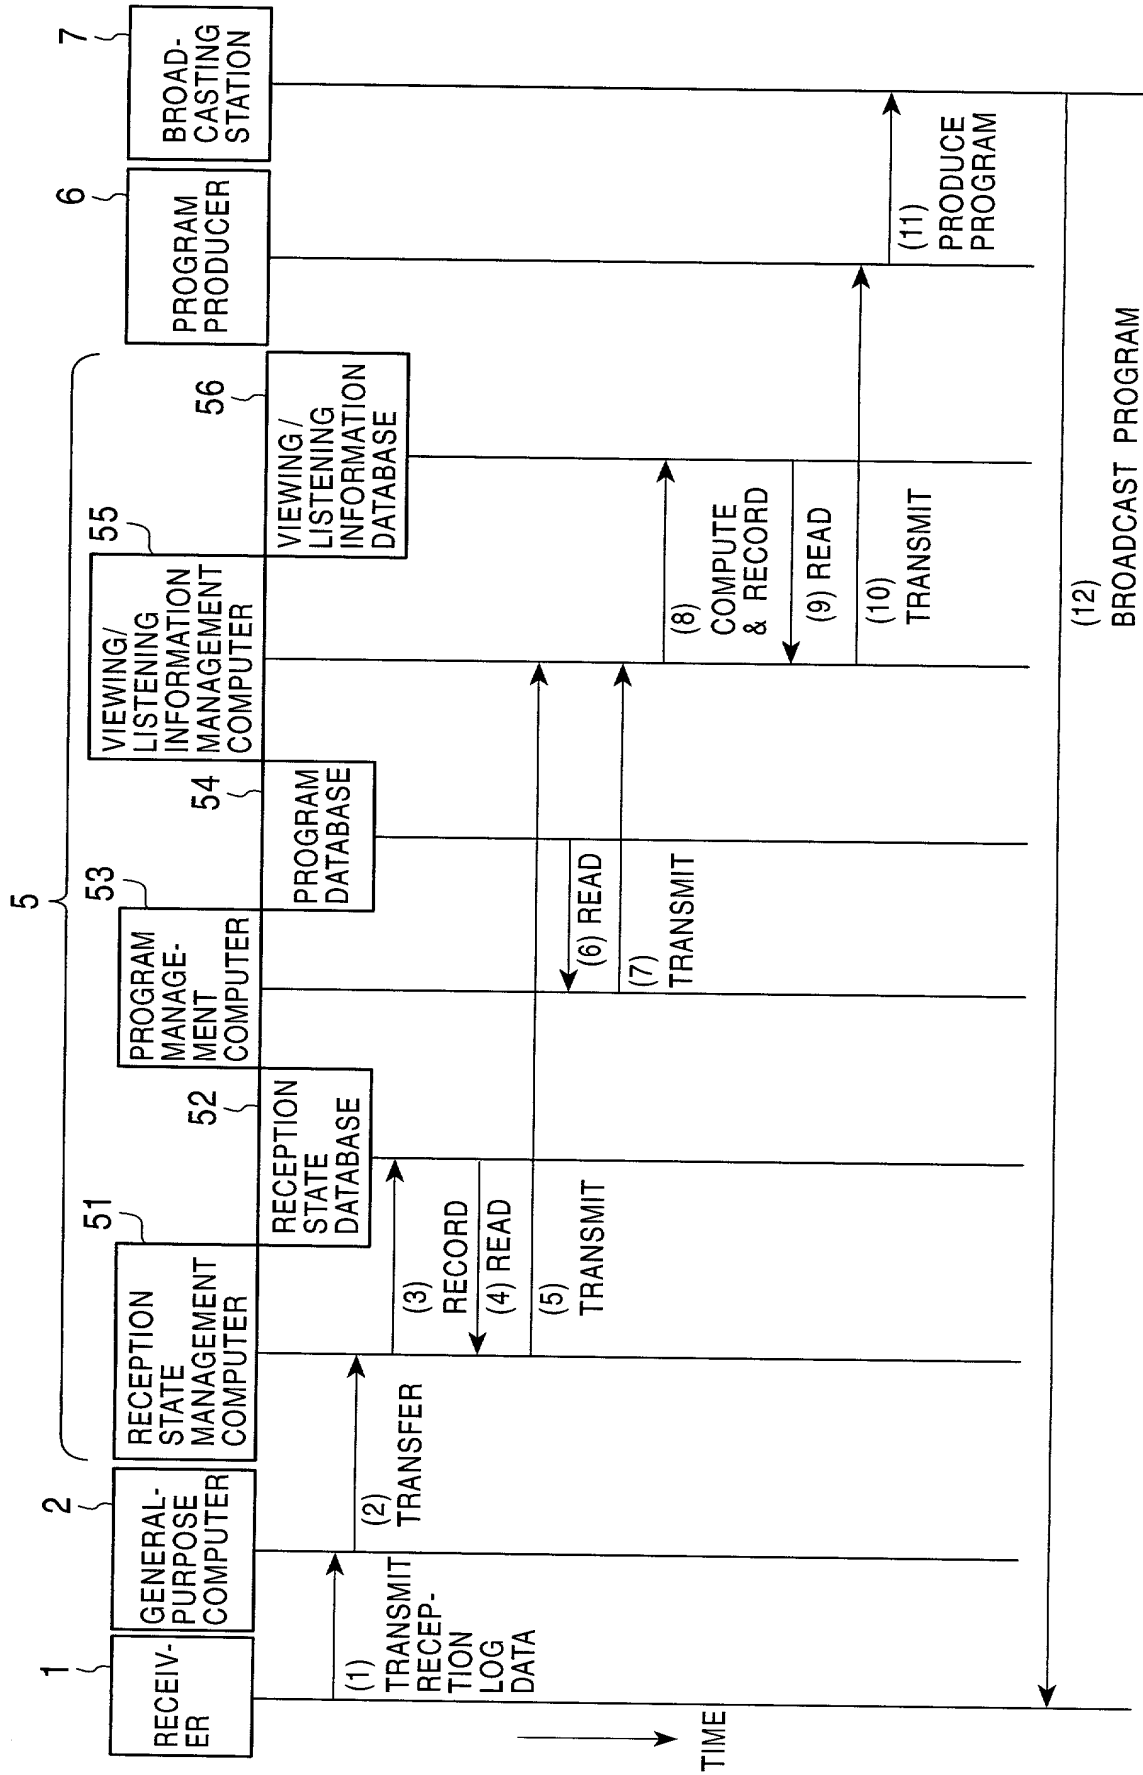 5
1
2
51
52
53
54
55
56
6
7
RECEIV-
ER
GENERAL-
PURPOSE
COMPUTER
RECEPTION
STATE
MANAGEMENT
COMPUTER
RECEPTION
STATE
DATABASE
PROGRAM
MANAGE-
MENT
COMPUTER
PROGRAM
DATABASE
VIEWING/
LISTENING
INFORMATION
MANAGEMENT
COMPUTER
VIEWING/
LISTENING
INFORMATION
DATABASE
PROGRAM
PRODUCER
BROAD-
CASTING
STATION
(1)
TRANSMIT
RECEP-
TION
LOG
DATA
(2)
TRANSFER
(3)
RECORD
(4) READ
(5)
TRANSMIT
(6) READ
(7)
TRANSMIT
(8)
COMPUTE
& RECORD
(9) READ
(10)
TRANSMIT
(11)
PRODUCE
PROGRAM
(12)
BROADCAST PROGRAM
TIME